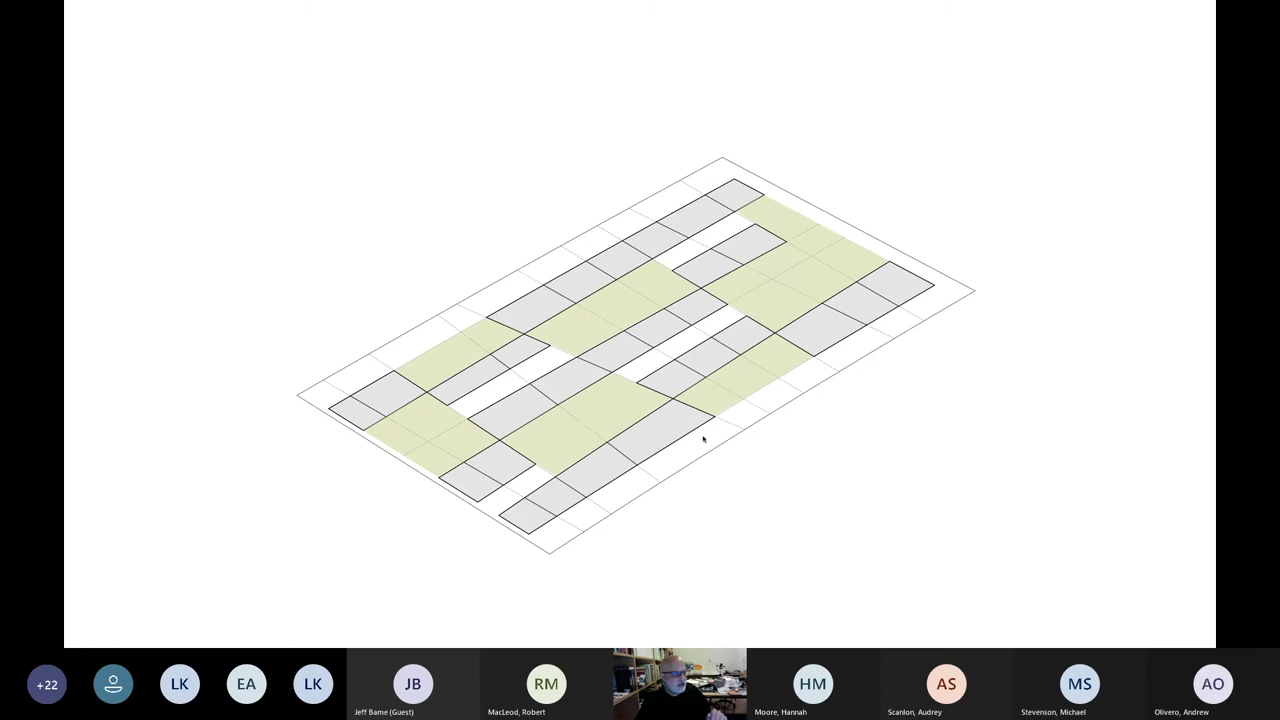 +22
LK
EA
LK
JB
RM
HM
AS
MS
AO
Jeff Bame (Guest)
MacLeod, Robert
Moore, Hannah
Scanlon, Audrey
Stevenson, Michael
Olivero, Andrew